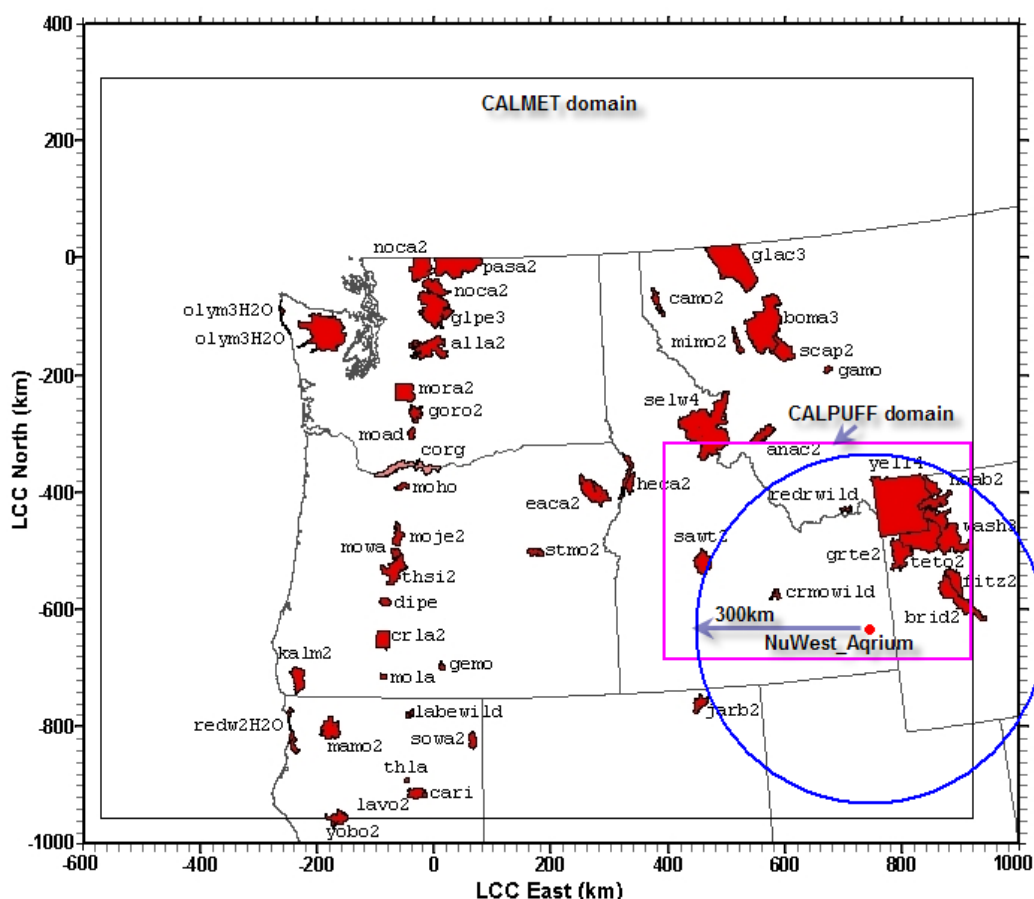 400
CALMET domain
200
0
noca2
pasa2
glac3
noca2
camo2
olym3H2O
glpe3
boma3
olym3H2O
alla2
mimo2
scap2
gamo
-200
mora2
goro2
selw4
moad
CALPUFF domain
corg
anac2
yell4
heca2
noab2
-400
moho
redrwild
eaca2
wash2
moje2
sawt2
mowa
stmo2
grte2
teto2
thsi2
fitz2
crmowild
dipe
-600
300km
brid2
crla2
NuWest_Aqrium
kalm2
gemo
mola
redw2H2O
labewild
jarb2
-800
mamo2
sowa2
thla
cari
lavo2
yobo2
-1000
-600
-400
-200
0
200
400
600
800
1000
LCC East (km)
LCC North (km)